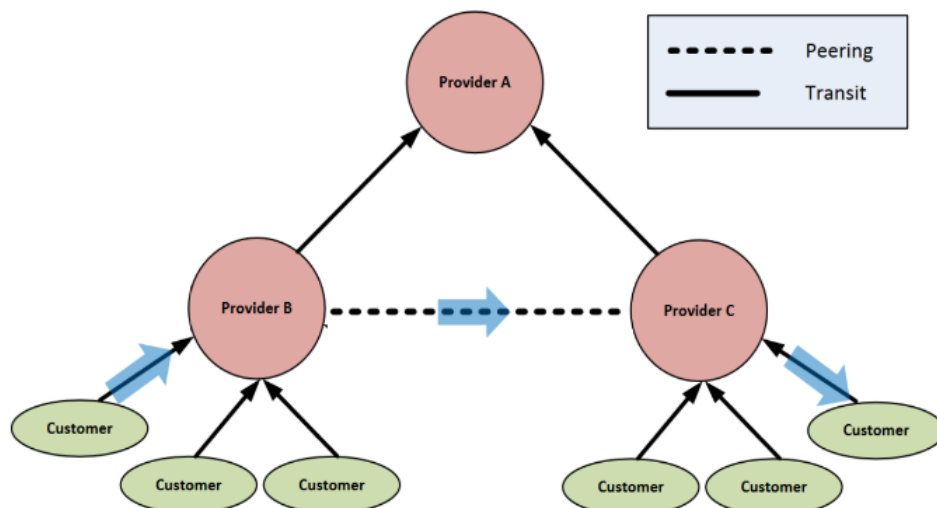 Provider A
Peering
Transit
Provider B
Provider C
Customer
Customer
Customer
Customer
Customer
Customer